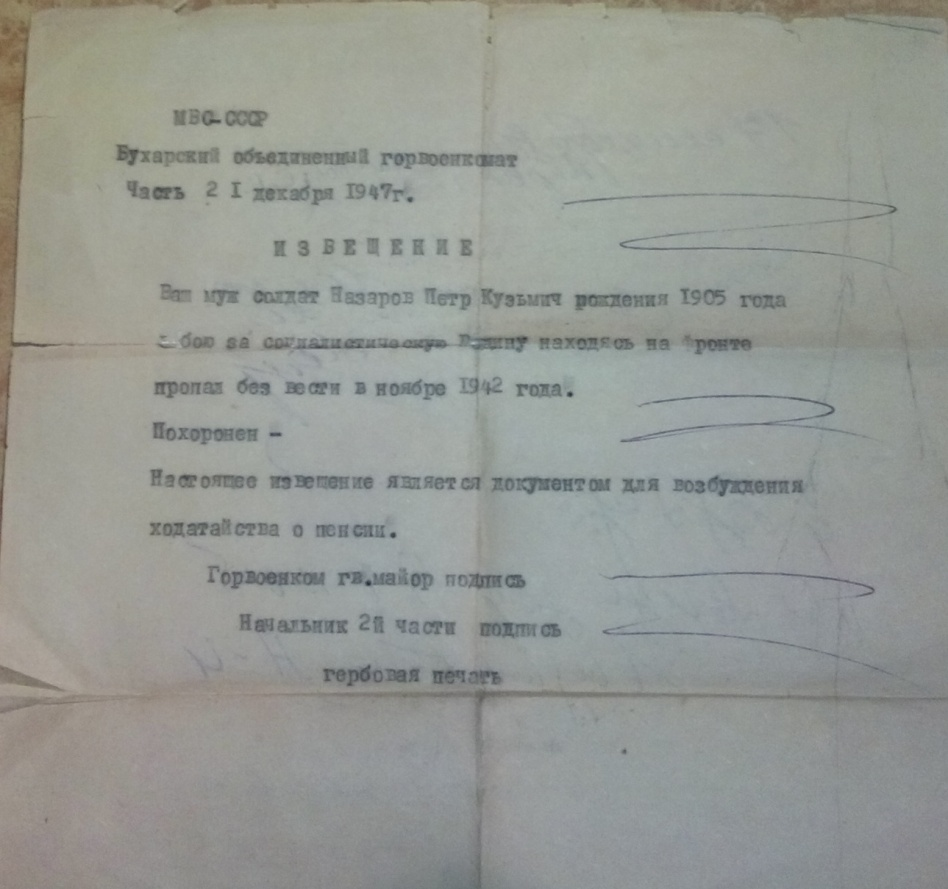 МВС-СССР
Бухарский объединенный горвоенкомат
Часть 2 I декабря 1947г.
И З В Е Щ Е Н И Е
Ваш муж солдат Назаров Петр Кузьмич рождения 1905 года
в бою за социалистическую Родину находясь на фронте
пропал без вести в ноябре 1942 года.
Похоронен -
Настоящее извещение является документом для возбуждения
ходатайства о пенсии.
Горвоенком гв.майор подпись
Начальник 2й части подпись
гербовая печать